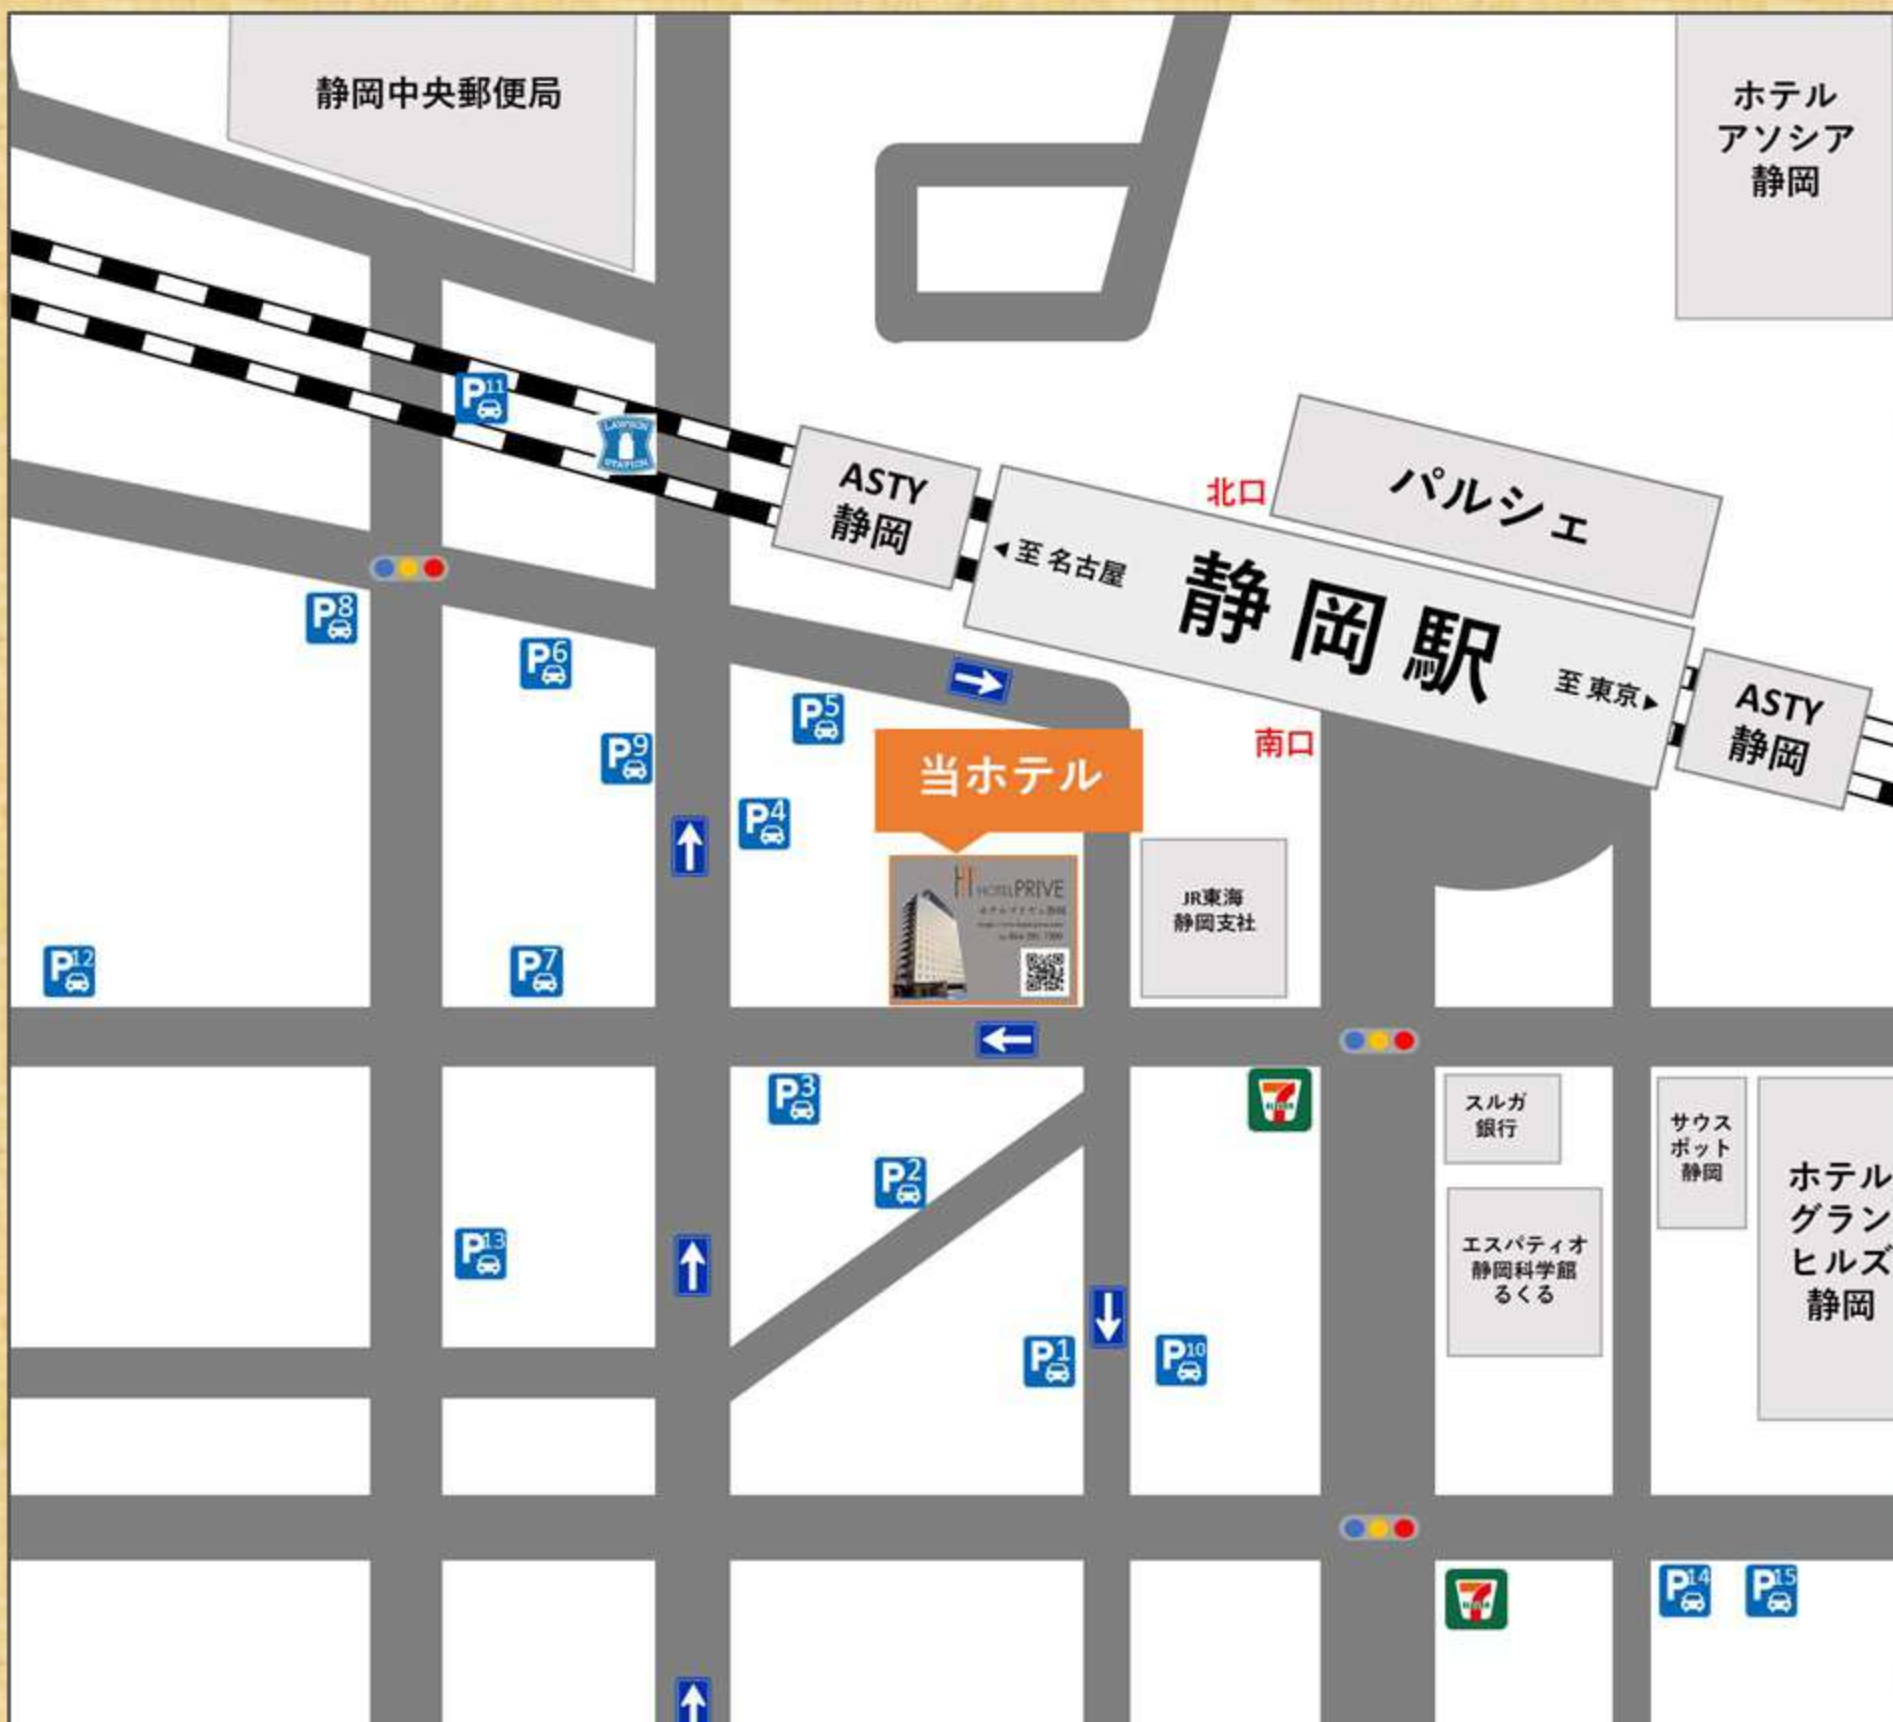 静岡中央郵便局
ホテル
アソシア
静岡
P11
LAWSON
STATION
ASTY
静岡
北口
パルシェ
◀至 名古屋
静岡駅
至 東京▶
ASTY
静岡
P8
P6
P5
P9
南口
当ホテル
P4
HOTEL PRIVE
JR東海
静岡支社
P12
P7
P3
スルガ
銀行
サウス
ポット
静岡
P2
ホテル
グラン
ヒルズ
静岡
エスパティオ
静岡科学館
るくる
P13
P1
P10
P14
P15